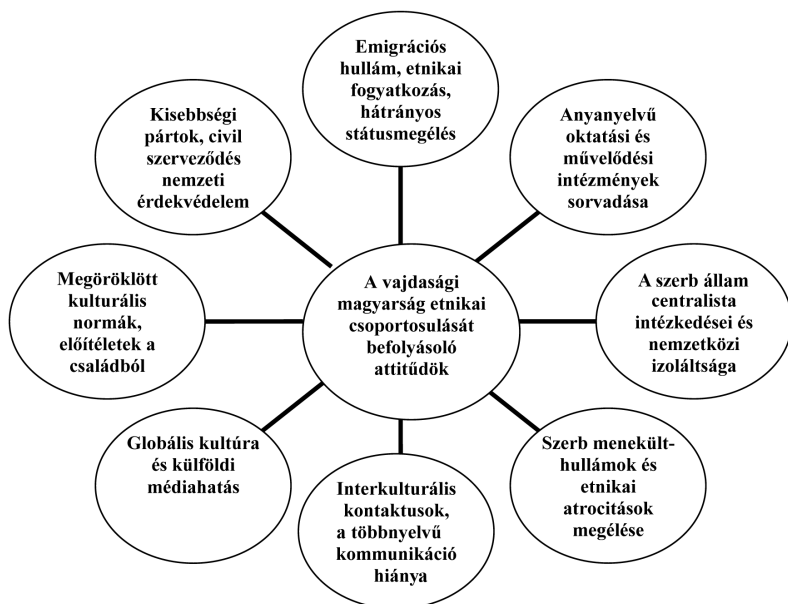 Emigrációs
hullám, etnikai
fogyatkozás,
hátrányos
státusmegélés
Anyanyelvű
oktatási és
művelődési
intézmények
sorvadása
A szerb állam
centralista
intézkedései és
nemzetközi
izoláltsága
Szerb menekült-
hullámok és
etnikai
atrocitások
megélése
Interkulturális
kontaktusok,
a többnyelvű
kommunikáció
hiánya
Globális kultúra
és külföldi
médiahatás
Megöröklött
kulturális
normák,
előítéletek a
családból
Kisebbségi
pártok, civil
szerveződés
nemzeti
érdekvédelem
A vajdasági
magyarság etnikai
csoportosulását
befolyásoló
attitűdök